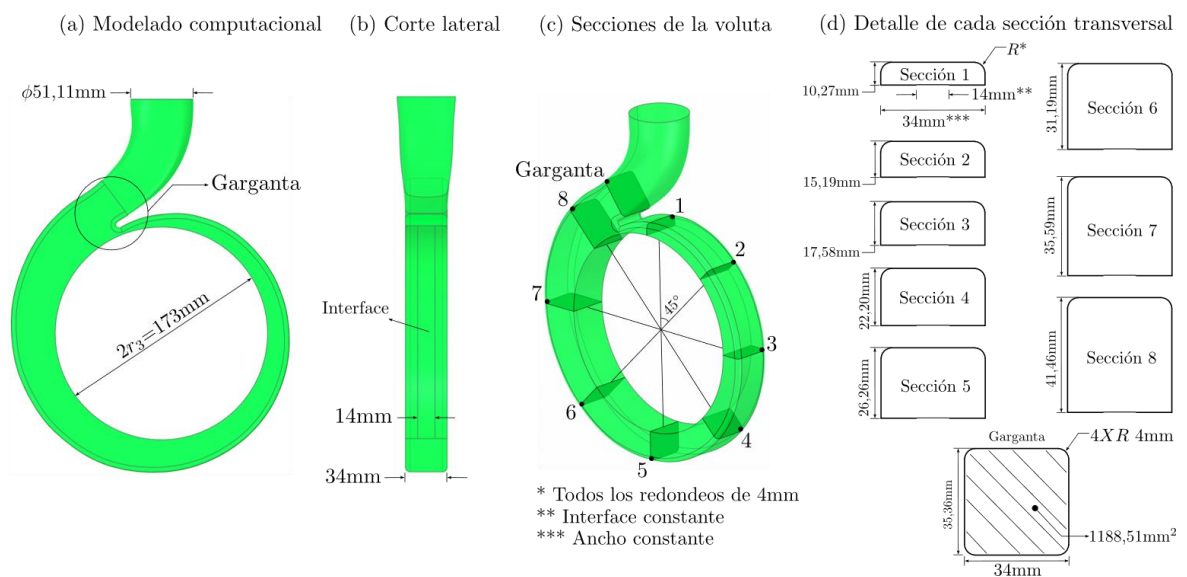 (a) Modelado computacional
(b) Corte lateral
(c) Secciones de la voluta
(d) Detalle de cada sección transversal
ϕ51,11mm
Garganta
2r₃=173mm
Interface
14mm
34mm
Garganta
8
1
2
7
45°
3
6
4
5
* Todos los redondeos de 4mm
** Interface constante
*** Ancho constante
R*
Sección 1
10,27mm
14mm**
34mm***
Sección 2
15,19mm
Sección 3
17,58mm
Sección 4
22,20mm
Sección 5
26,26mm
Sección 6
31,19mm
Sección 7
35,59mm
Sección 8
41,46mm
Garganta
4XR 4mm
35,36mm
1188,51mm²
34mm